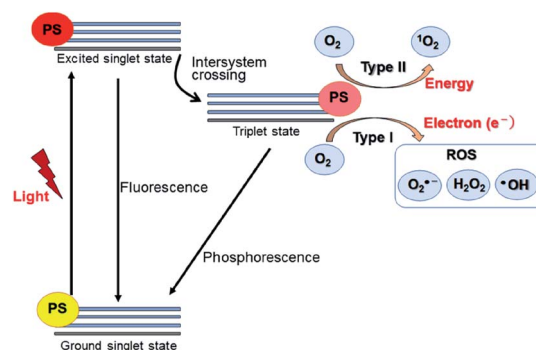 PS
Excited singlet state
Intersystem
crossing
O₂
¹O₂
Type II
Energy
PS
Triplet state
Electron (e⁻)
Type I
O₂
ROS
O₂•⁻
H₂O₂
•OH
Light
Fluorescence
Phosphorescence
PS
Ground singlet state